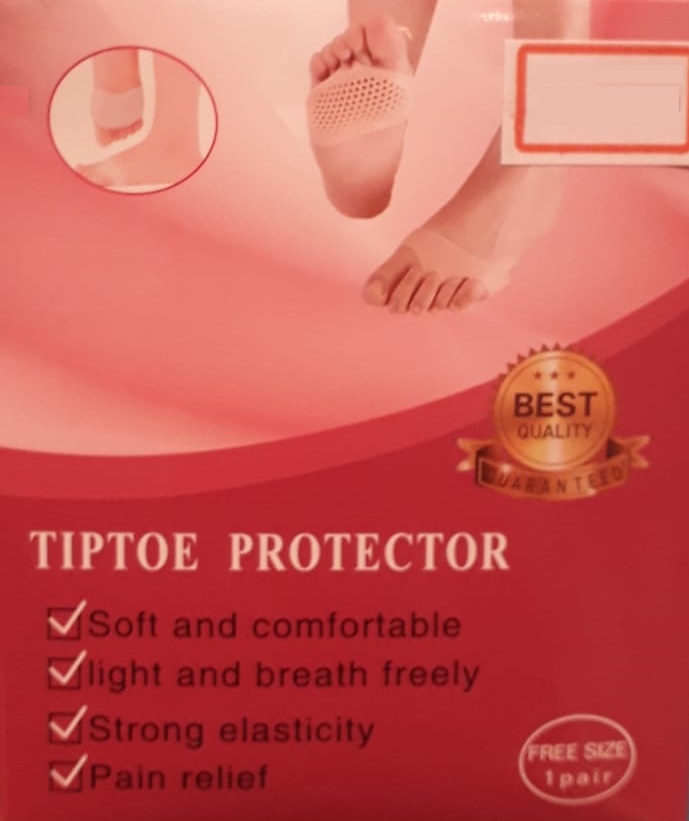 BEST
QUALITY
GUARANTEED
TIPTOE PROTECTOR
Soft and comfortable
light and breath freely
Strong elasticity
Pain relief
FREE SIZE
1pair